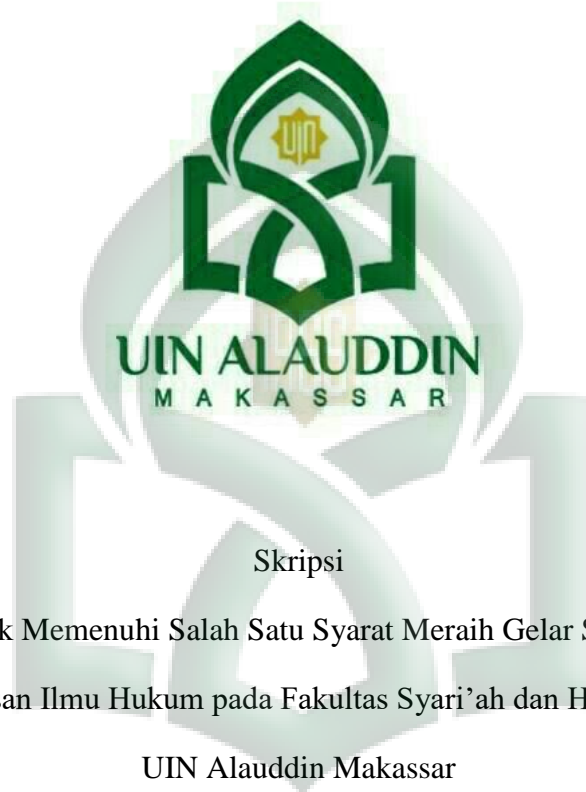 UIN
UIN ALAUDDIN
MAKASSAR
Skripsi
k Memenuhi Salah Satu Syarat Meraih Gelar S
an Ilmu Hukum pada Fakultas Syari’ah dan H
UIN Alauddin Makassar